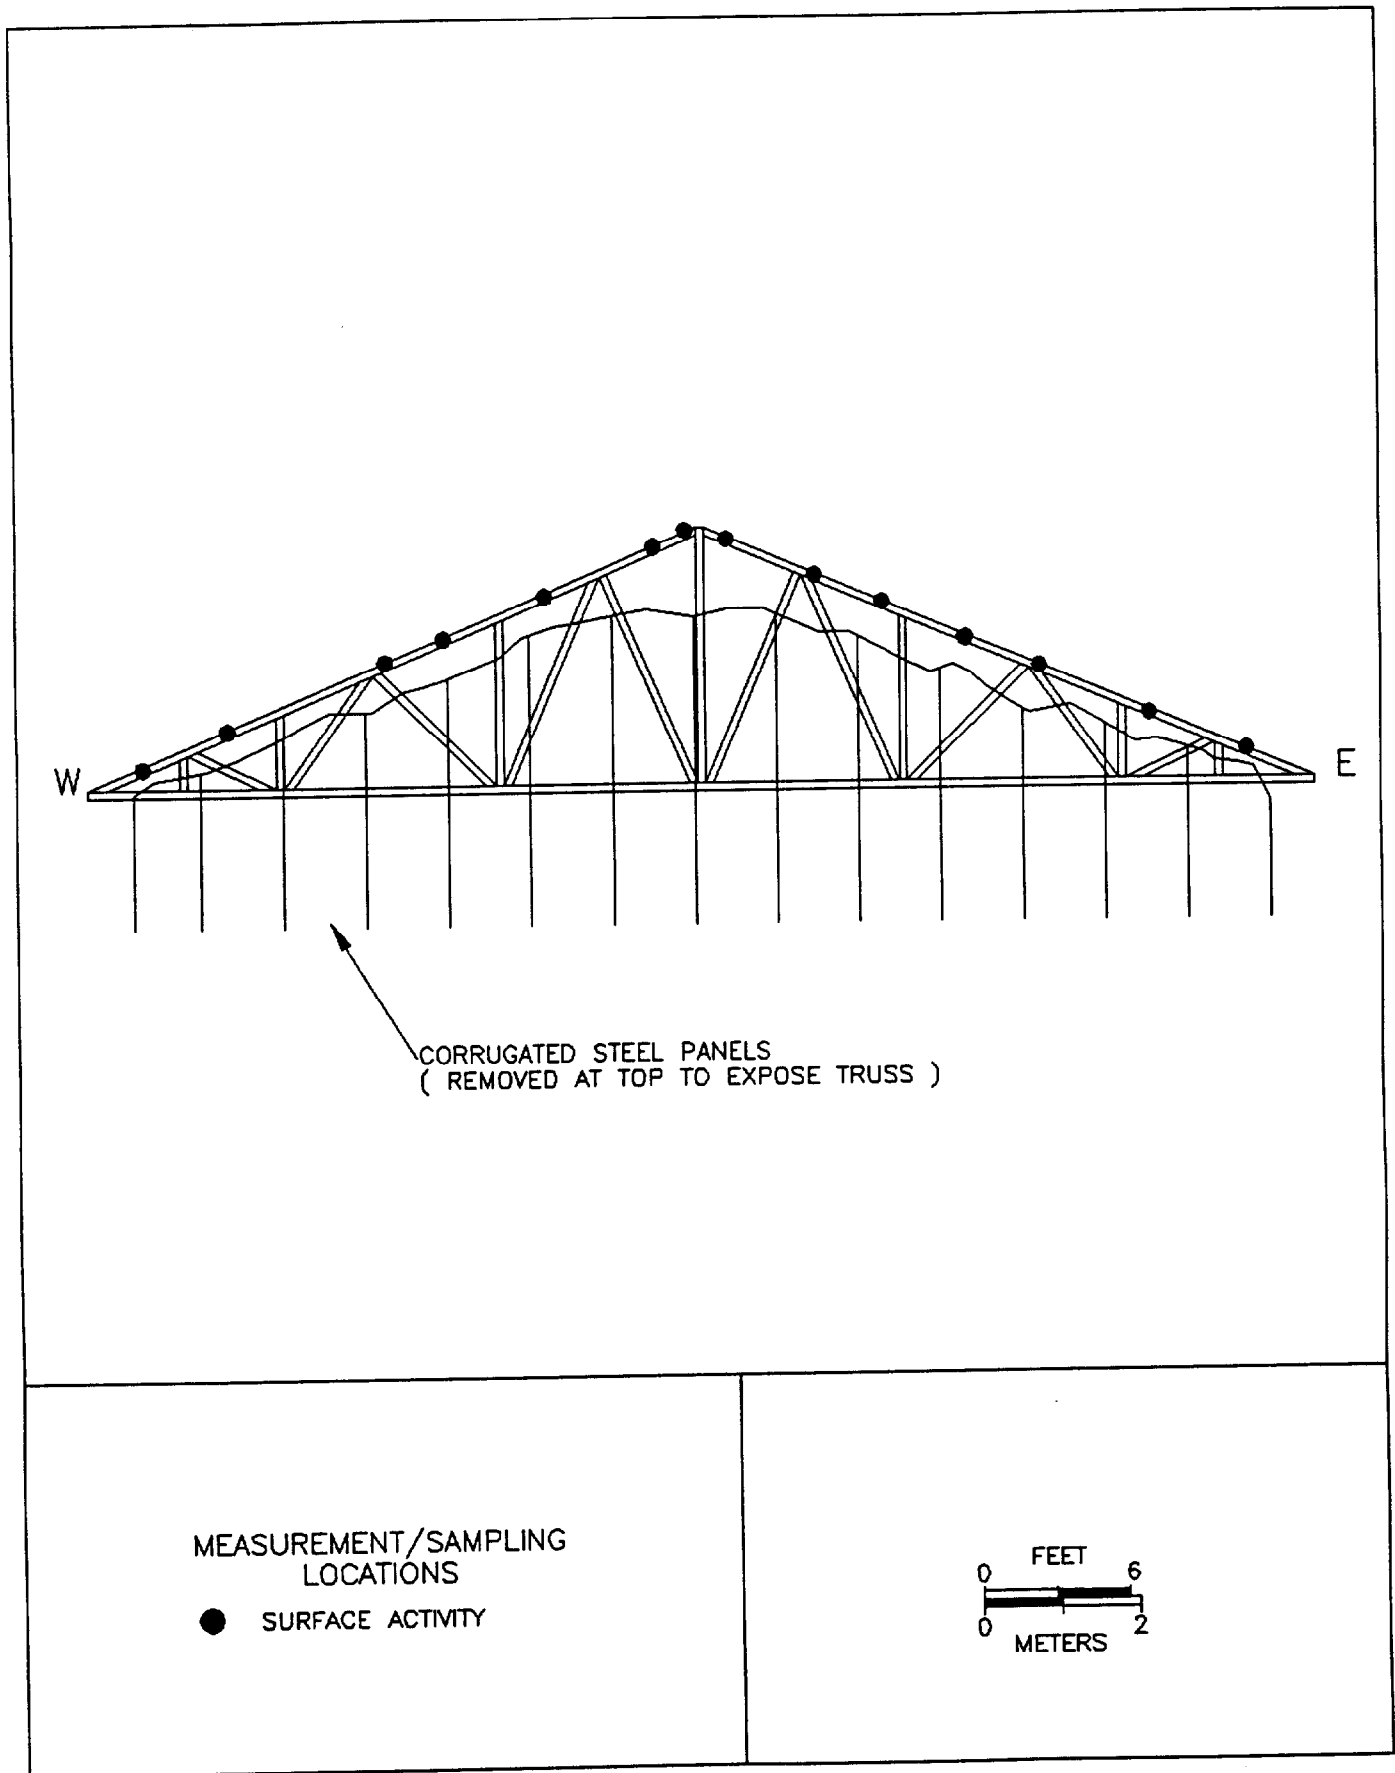 W
E
CORRUGATED STEEL PANELS
( REMOVED AT TOP TO EXPOSE TRUSS )
MEASUREMENT/SAMPLING
LOCATIONS
SURFACE ACTIVITY
FEET
0 6
0 2
METERS